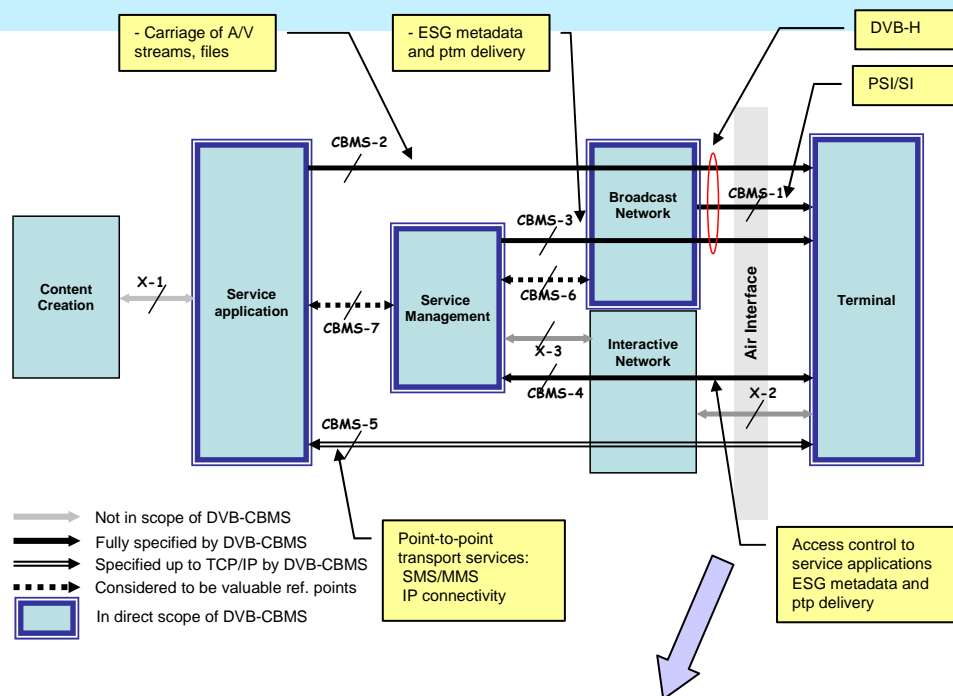 - Carriage of A/V
streams, files
- ESG metadata
and ptm delivery
DVB-H
PSI/SI
CBMS-2
CBMS-1
Broadcast
Network
CBMS-3
Content
Creation
X-1
Service
application
CBMS-7
Service
Management
CBMS-6
X-3
Interactive
Network
CBMS-4
Air Interface
Terminal
X-2
CBMS-5
Not in scope of DVB-CBMS
Fully specified by DVB-CBMS
Specified up to TCP/IP by DVB-CBMS
Considered to be valuable ref. points
In direct scope of DVB-CBMS
Point-to-point
transport services:
SMS/MMS
IP connectivity
Access control to
service applications
ESG metadata and
ptp delivery